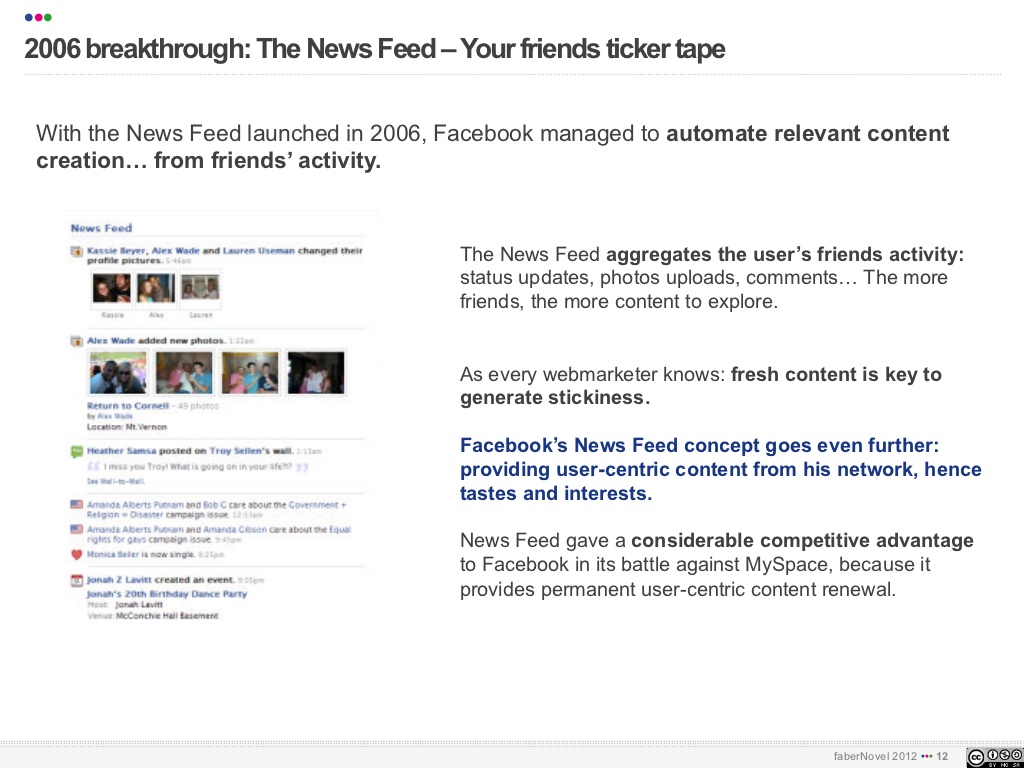 2006 breakthrough: The News Feed – Your friends ticker tape
With the News Feed launched in 2006, Facebook managed to automate relevant content
creation… from friends’ activity.
News Feed
Kassie Beyer, Alex Wade and Lauren Useman changed their
profile pictures. 5:46am
Kassie Alex Lauren
Alex Wade added new photos. 1:21am
Return to Cornell – 49 photos
by Alex Wade
Location: Mt.Vernon
Heather Samsa posted on Troy Sellen's wall. 1:13am
I miss you Troy! What is going on in your life?!?
See Wall-to-Wall.
Amanda Alberts Putnam and Bob C care about the Government +
Religion = Disaster campaign issue. 12:53am
Amanda Alberts Putnam and Amanda Gibson care about the Equal
rights for gays campaign issue. 9:45pm
Monica Beller is now single. 9:25pm
Jonah Z Lavitt created an event. 9:05pm
Jonah's 20th Birthday Dance Party
Host: Jonah Lavitt
Venue: McConchie Hall Basement
The News Feed aggregates the user’s friends activity:
status updates, photos uploads, comments… The more
friends, the more content to explore.
As every webmarketer knows: fresh content is key to
generate stickiness.
Facebook’s News Feed concept goes even further:
providing user-centric content from his network, hence
tastes and interests.
News Feed gave a considerable competitive advantage
to Facebook in its battle against MySpace, because it
provides permanent user-centric content renewal.
faberNovel 2012 ••• 12
cc BY NC SA